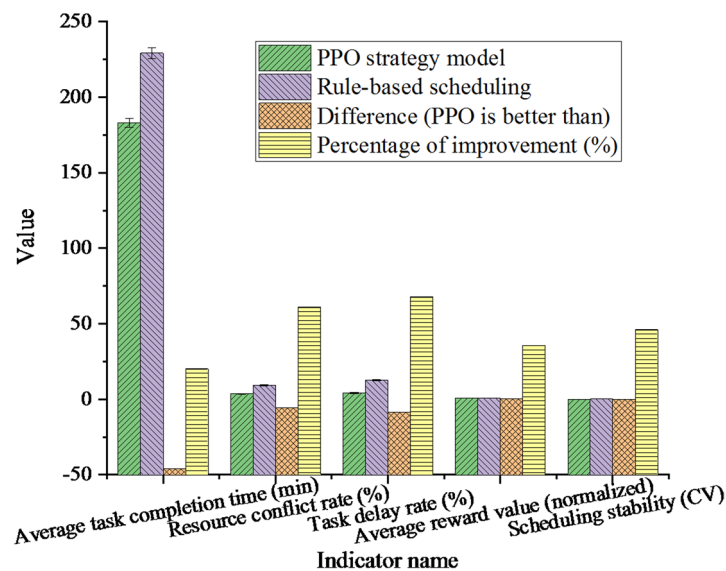 250
200
150
100
50
0
-50
Value
PPO strategy model
Rule-based scheduling
Difference (PPO is better than)
Percentage of improvement (%)
Average task completion time (min)
Resource conflict rate (%)
Task delay rate (%)
Average reward value (normalized)
Scheduling stability (CV)
Indicator name